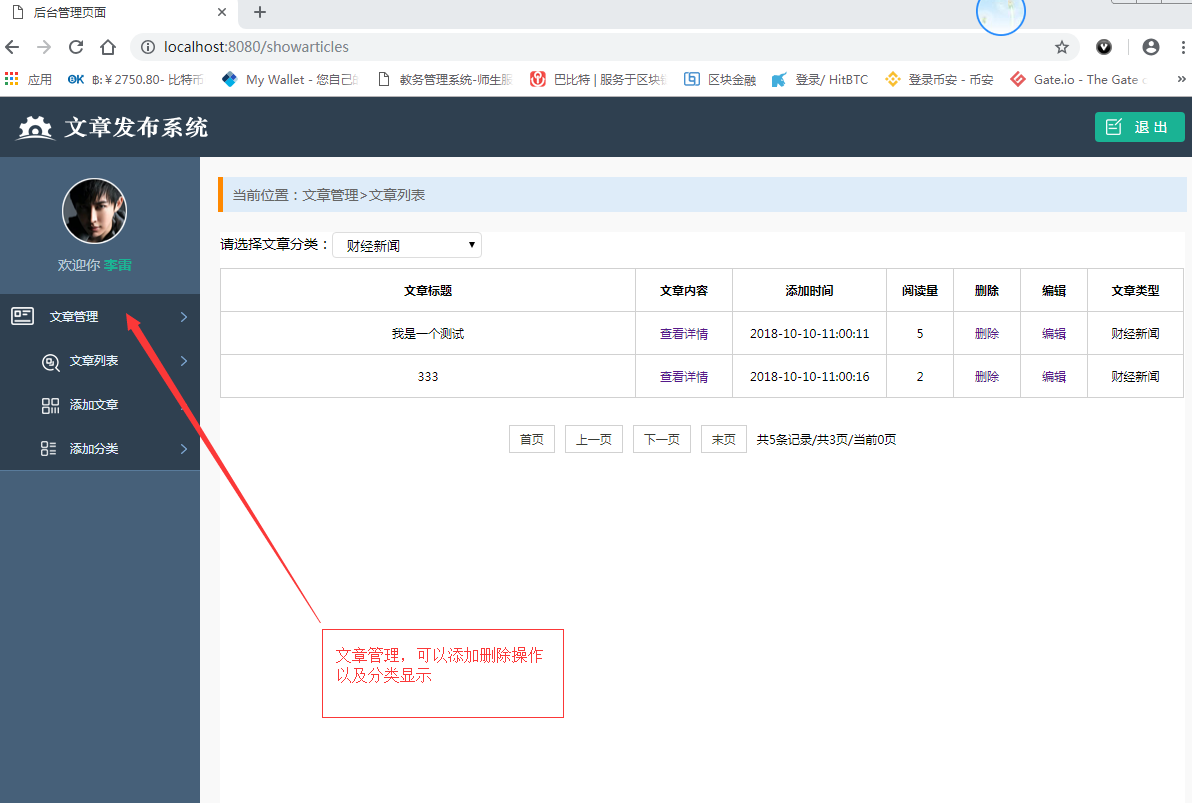 后台管理页面
localhost:8080/showarticles
应用
OK ฿:￥2750.80- 比特币
My Wallet - 您自己的
教务管理系统-师生服
巴比特 | 服务于区块链
区块金融
登录/ HitBTC
登录币安 - 币安
Gate.io - The Gate o
»
文章发布系统
退 出
当前位置：文章管理>文章列表
欢迎你 李雷
请选择文章分类：
财经新闻
文章管理
文章列表
添加文章
添加分类
文章标题 文章内容 添加时间 阅读量 删除 编辑 文章类型
我是一个测试 查看详情 2018-10-10-11:00:11 5 删除 编辑 财经新闻
333 查看详情 2018-10-10-11:00:16 2 删除 编辑 财经新闻
首页 上一页 下一页 末页 共5条记录/共3页/当前0页
文章管理，可以添加删除操作
以及分类显示